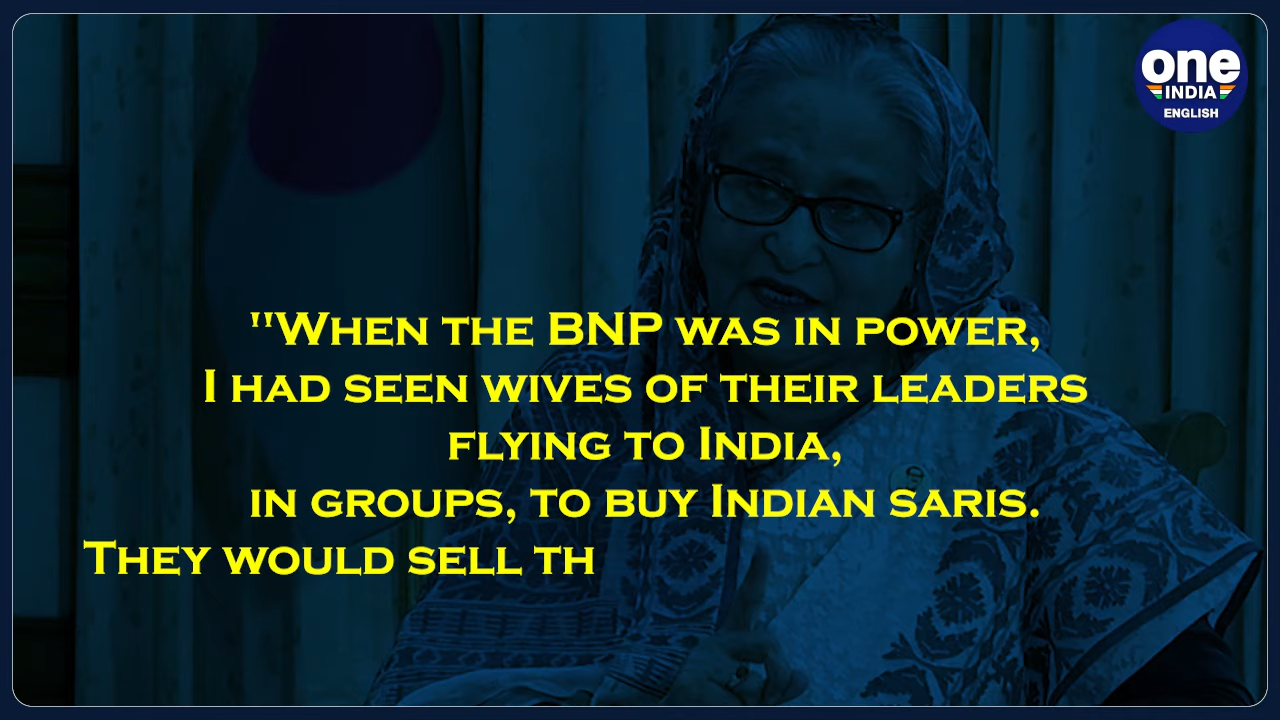 one
INDIA
ENGLISH
"When the BNP was in power,
I had seen wives of their leaders
flying to India,
in groups, to buy Indian saris.
They would sell th